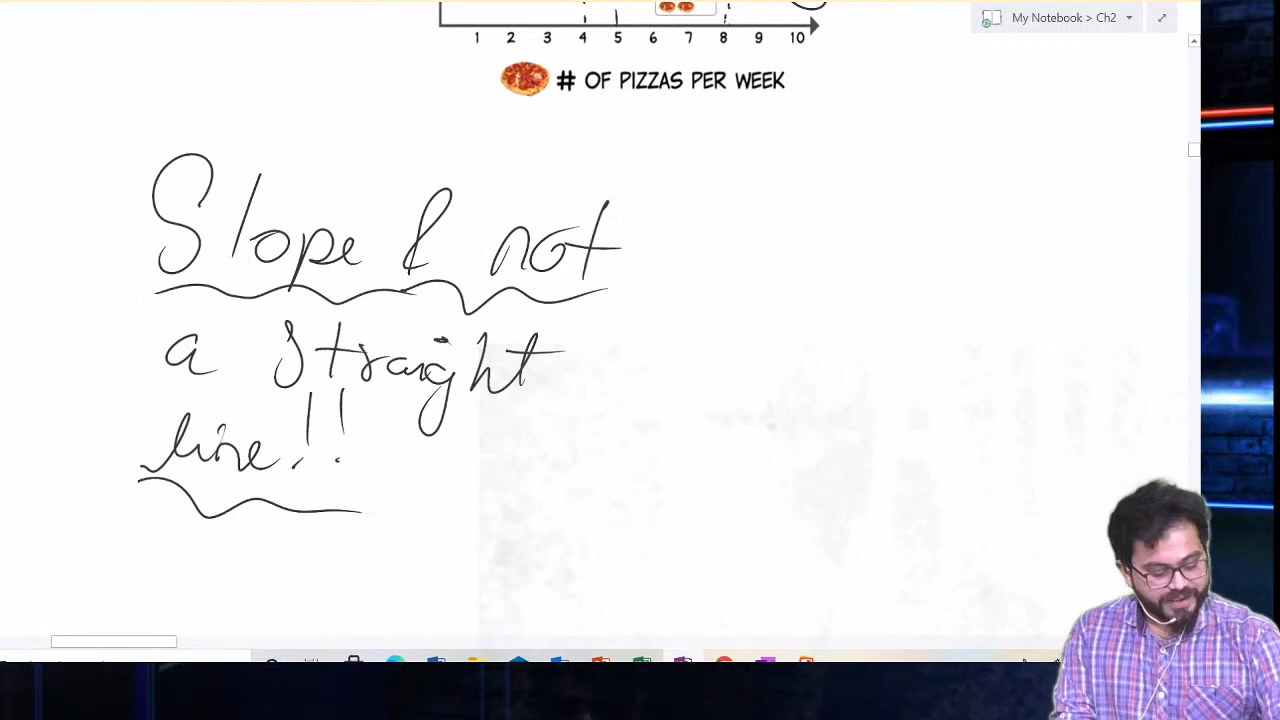 My Notebook > Ch2
1 2 3 4 5 6 7 8 9 10
# OF PIZZAS PER WEEK
Slope & not
a straight
line!!